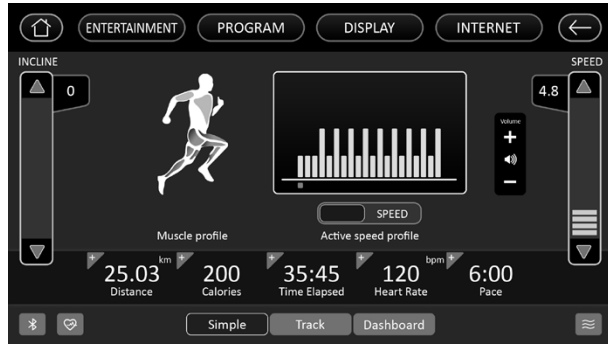 ENTERTAINMENT
PROGRAM
DISPLAY
INTERNET
INCLINE
SPEED
0
4.8
Volume
SPEED
Muscle profile
Active speed profile
km
bpm
25.03
200
35:45
120
6:00
Distance
Calories
Time Elapsed
Heart Rate
Pace
Simple
Track
Dashboard